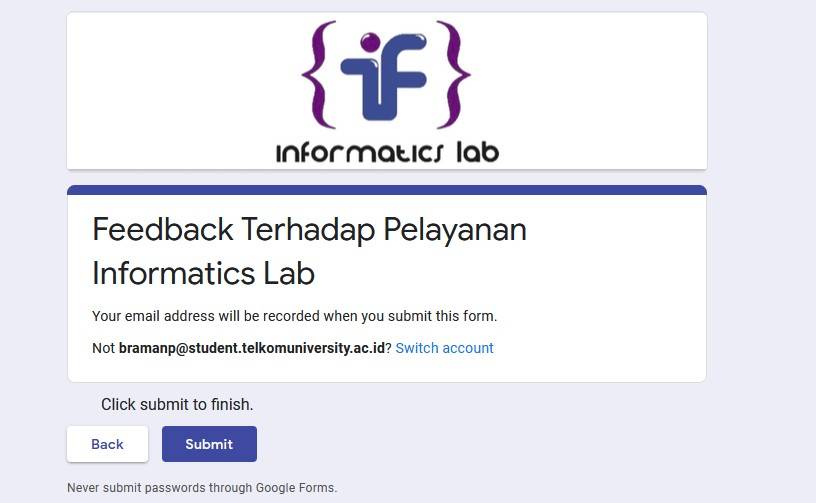 informatics lab
Feedback Terhadap Pelayanan
Informatics Lab
Your email address will be recorded when you submit this form.
Not bramanp@student.telkomuniversity.ac.id? Switch account
Click submit to finish.
Back Submit
Never submit passwords through Google Forms.